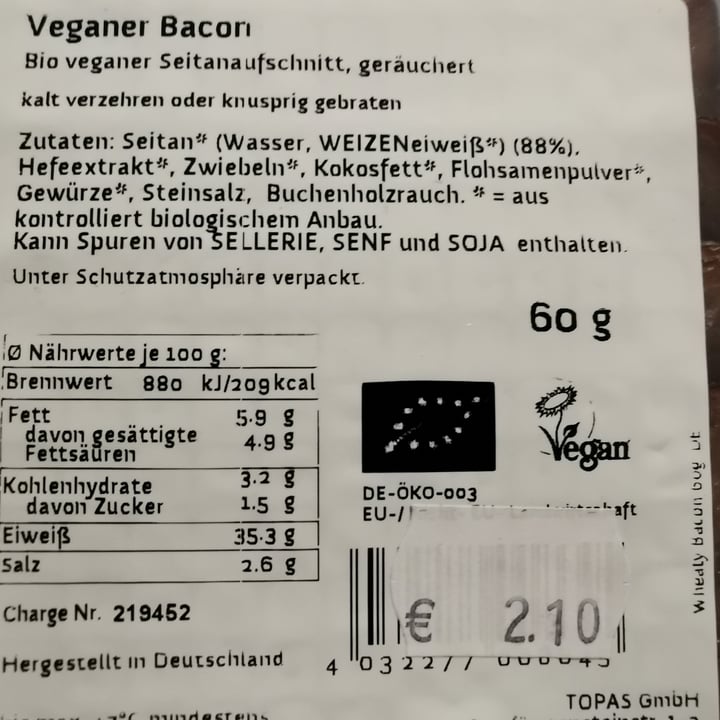 Veganer Bacon
Bio veganer Seitanaufschnitt, geräuchert
kalt verzehren oder knusprig gebraten
Zutaten: Seitan* (Wasser, WEIZENeiweiß*) (88%),
Hefeextrakt*, Zwiebeln*, Kokosfett*, Flohsamenpulver*,
Gewürze*, Steinsalz, Buchenholzrauch. * = aus
kontrolliert biologischem Anbau.
Kann Spuren von SELLERIE, SENF und SOJA enthalten.
Unter Schutzatmosphäre verpackt.
60 g
Ø Nährwerte je 100 g:
Brennwert 880 kJ/209kcal
Fett 5.9 g
davon gesättigte 4.9 g
Fettsäuren
Kohlenhydrate 3.2 g
davon Zucker 1.5 g
Eiweiß 35.3 g
Salz 2.6 g
Vegan
DE-ÖKO-003
EU-/
€ 2.10
Charge Nr. 219452
Hergestellt in Deutschland
4 032277 000045
TOPAS GmbH
mindestens
Wheaty Bacon 60g